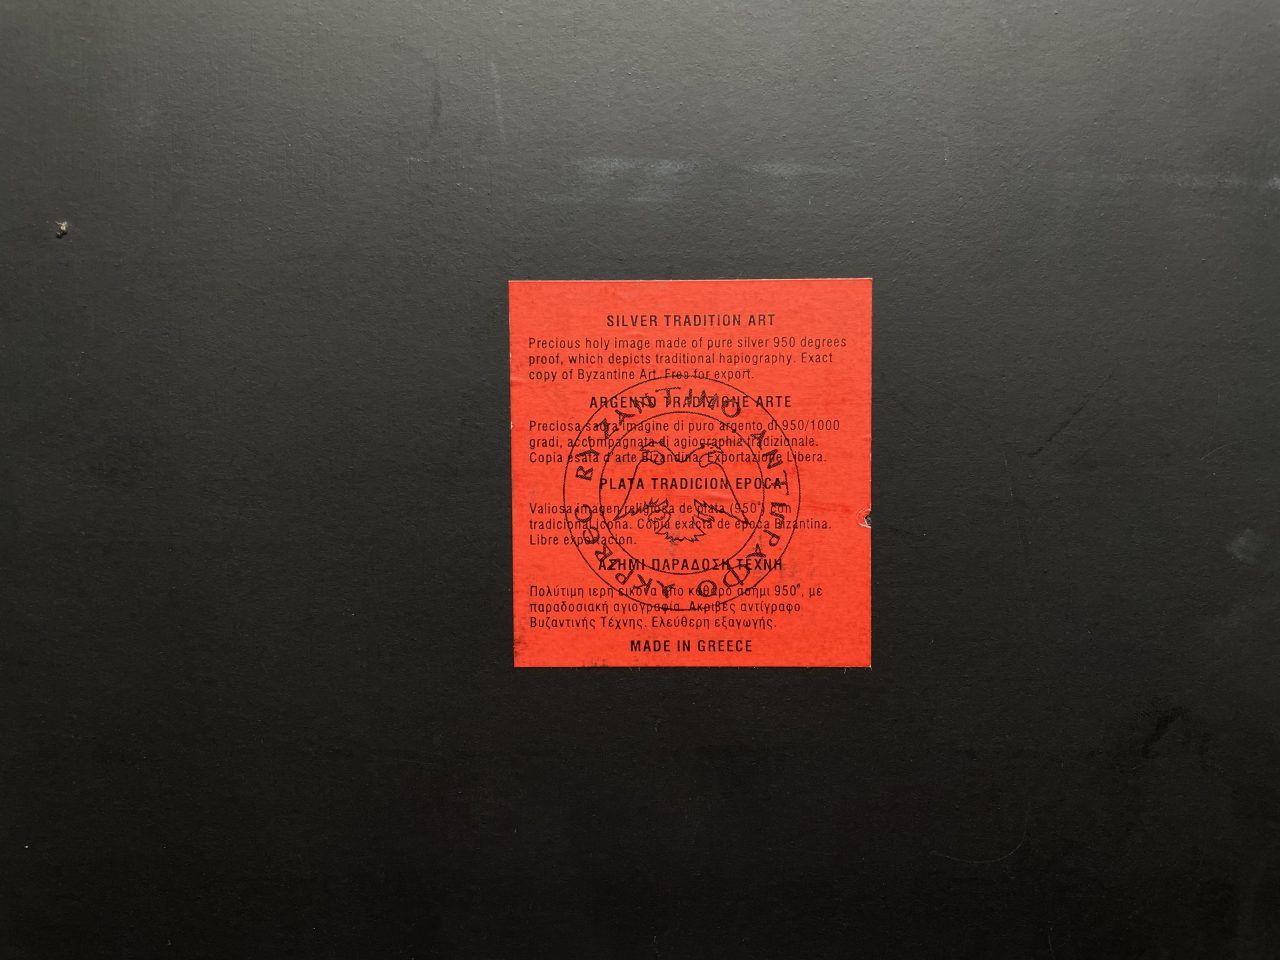 SILVER TRADITION ART
Precious holy image made of pure silver 950 degrees
proof, which depicts traditional hapiography. Exact
copy of Byzantine Art. Free for export.
ARGENTO TRADIZIONE ARTE
Preciosa sacra imagine di puro argento di 950/1000
gradi, accompagnata di agiographia tradizionale.
Copia esata d'arte Bizandina. Exportazione Libera.
PLATA TRADICION EPOCA
Valiosa imagen religiosa de plata (950°) con
tradicional icona. Copia exacta de epoca Bizantina.
Libre exportacion.
ΑΣΗΜΙ ΠΑΡΑΔΟΣΗ ΤΕΧΝΗ
Πολύτιμη ιερή εικόνα από καθαρό ασήμι 950°, με
παραδοσιακή αγιογραφία. Ακριβές αντίγραφο
Βυζαντινής Τέχνης. Ελεύθερη εξαγωγής.
MADE IN GREECE
ΒΥΖΑΝΤΙΝΟ ΑΝΤΙΓΡΑΦΟ ΑΚΡΙΒΕΣ